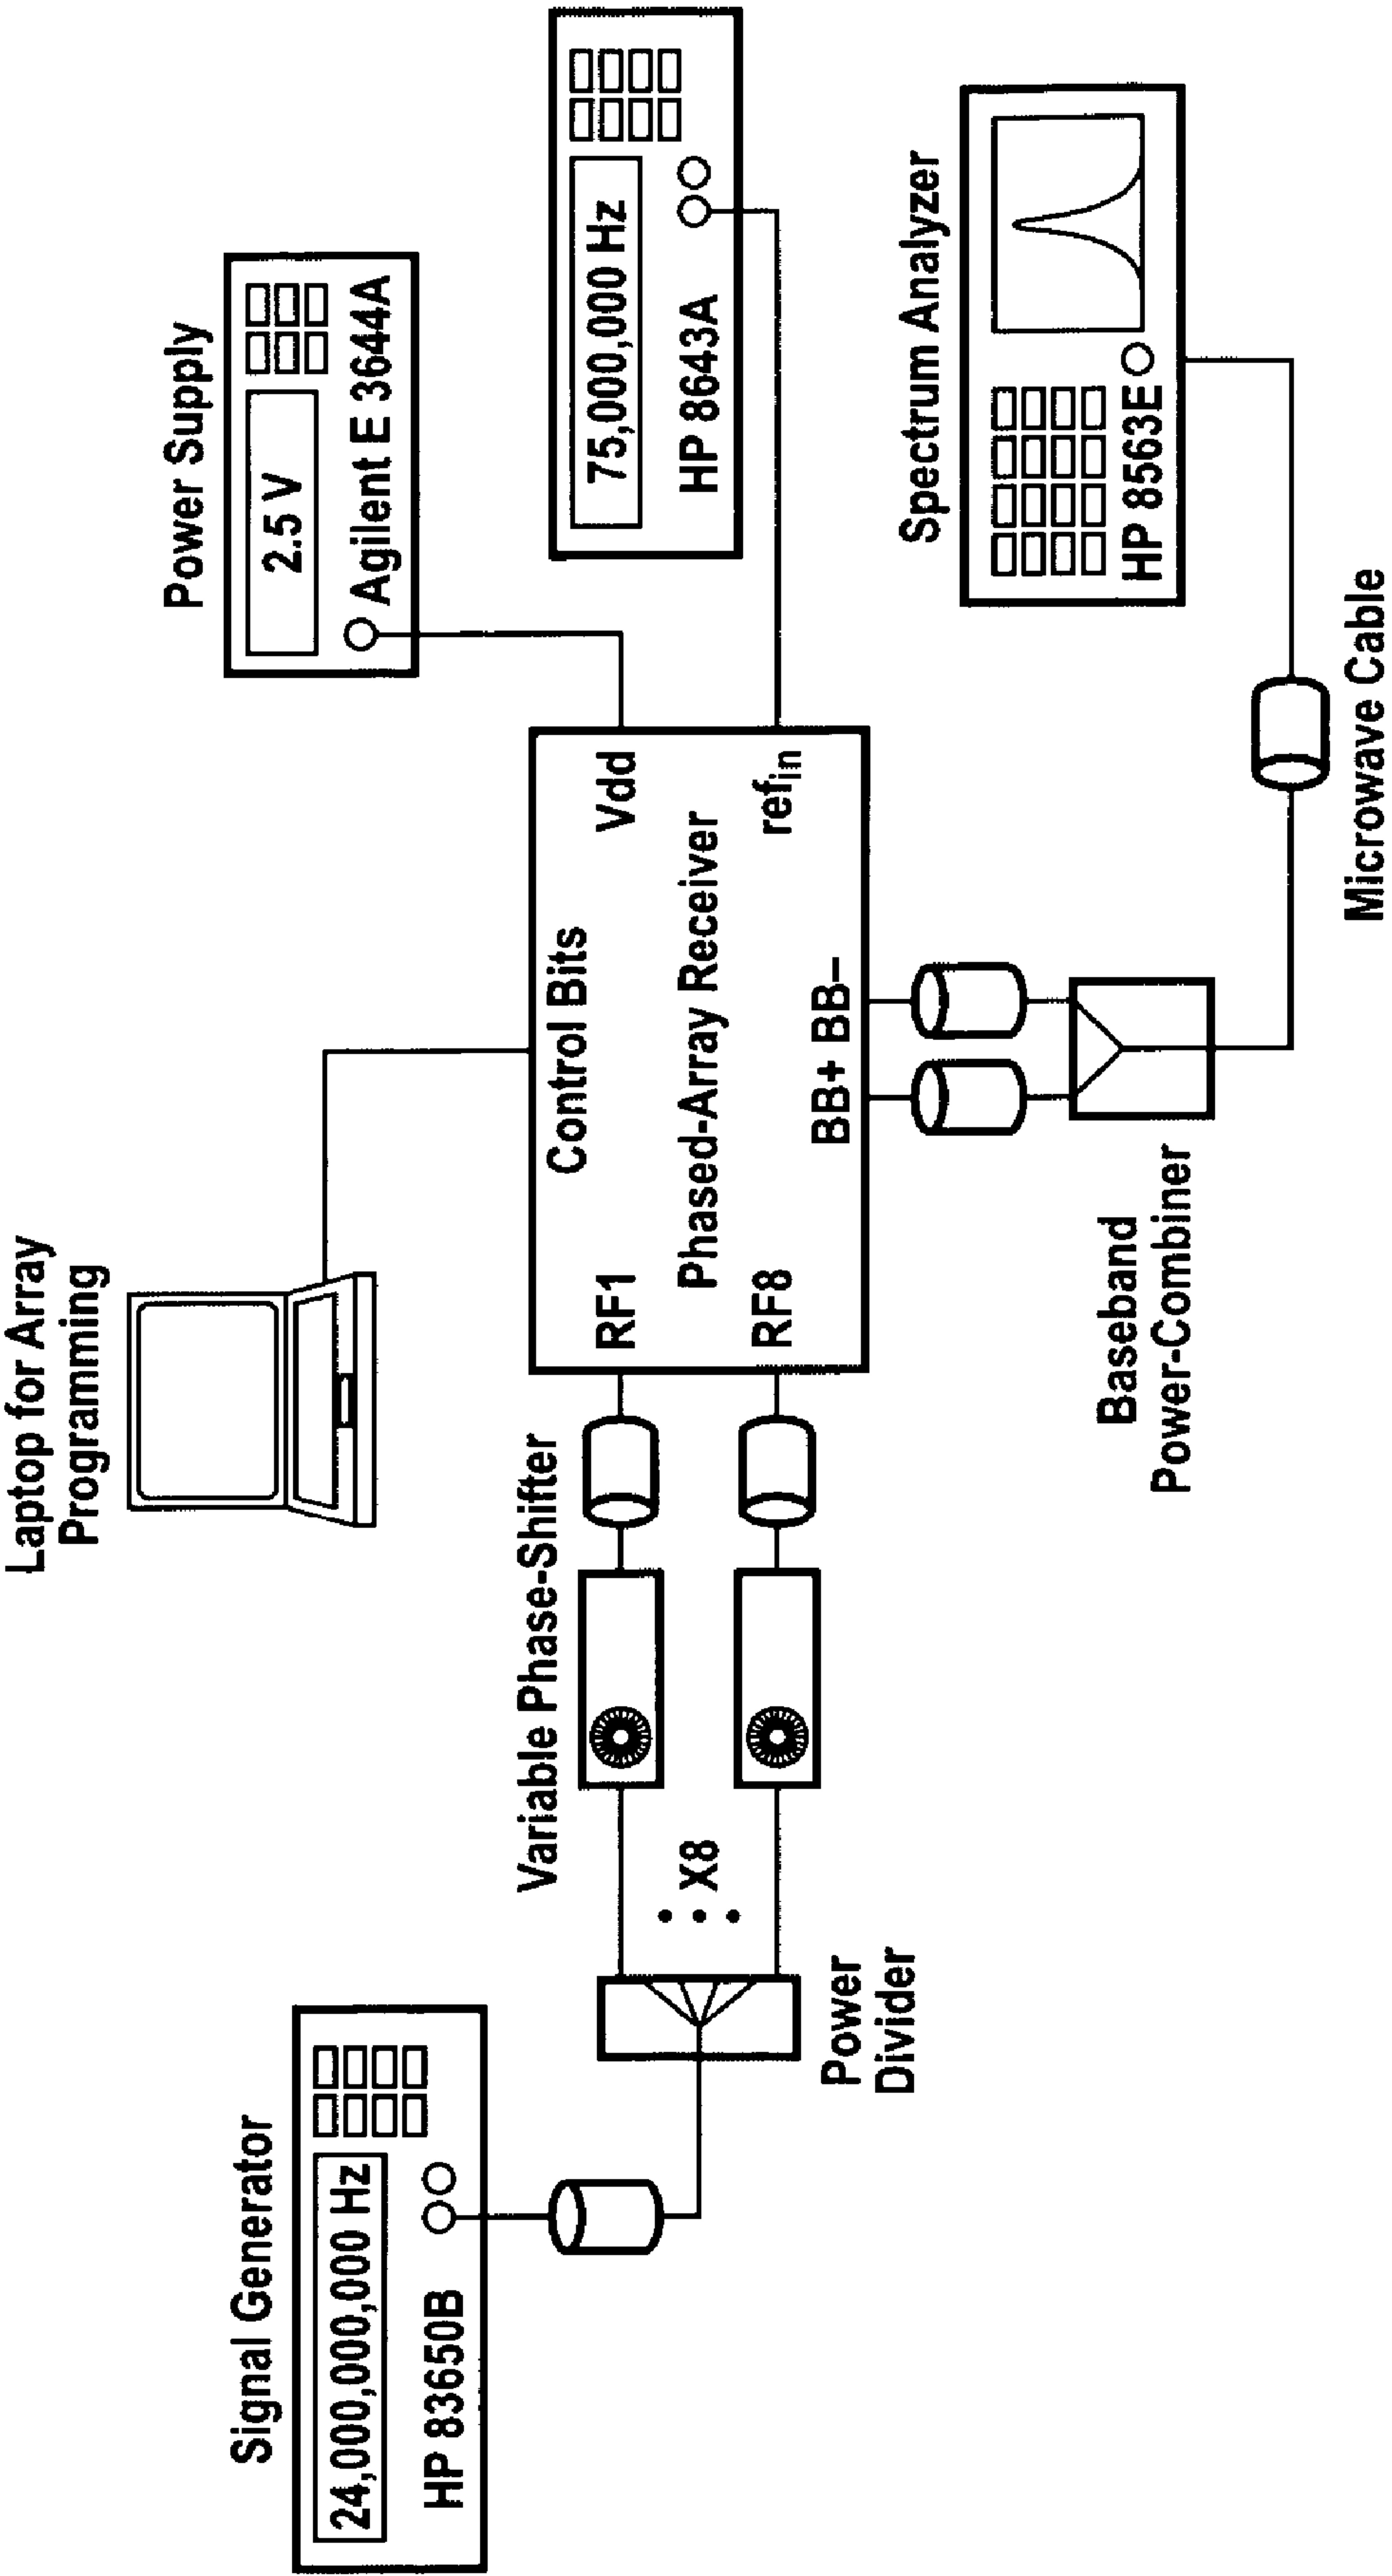 Laptop for Array
Programming
Power Supply
2.5 V
Agilent E 3644A
Signal Generator
24,000,000,000 Hz
HP 83650B
Variable Phase-Shifter
75,000,000 Hz
HP 8643A
Control Bits
RF1
Vdd
X8
Phased-Array Receiver
RF8
refin
BB+ BB–
Power
Divider
Spectrum Analyzer
HP 8563E
Baseband
Power-Combiner
Microwave Cable